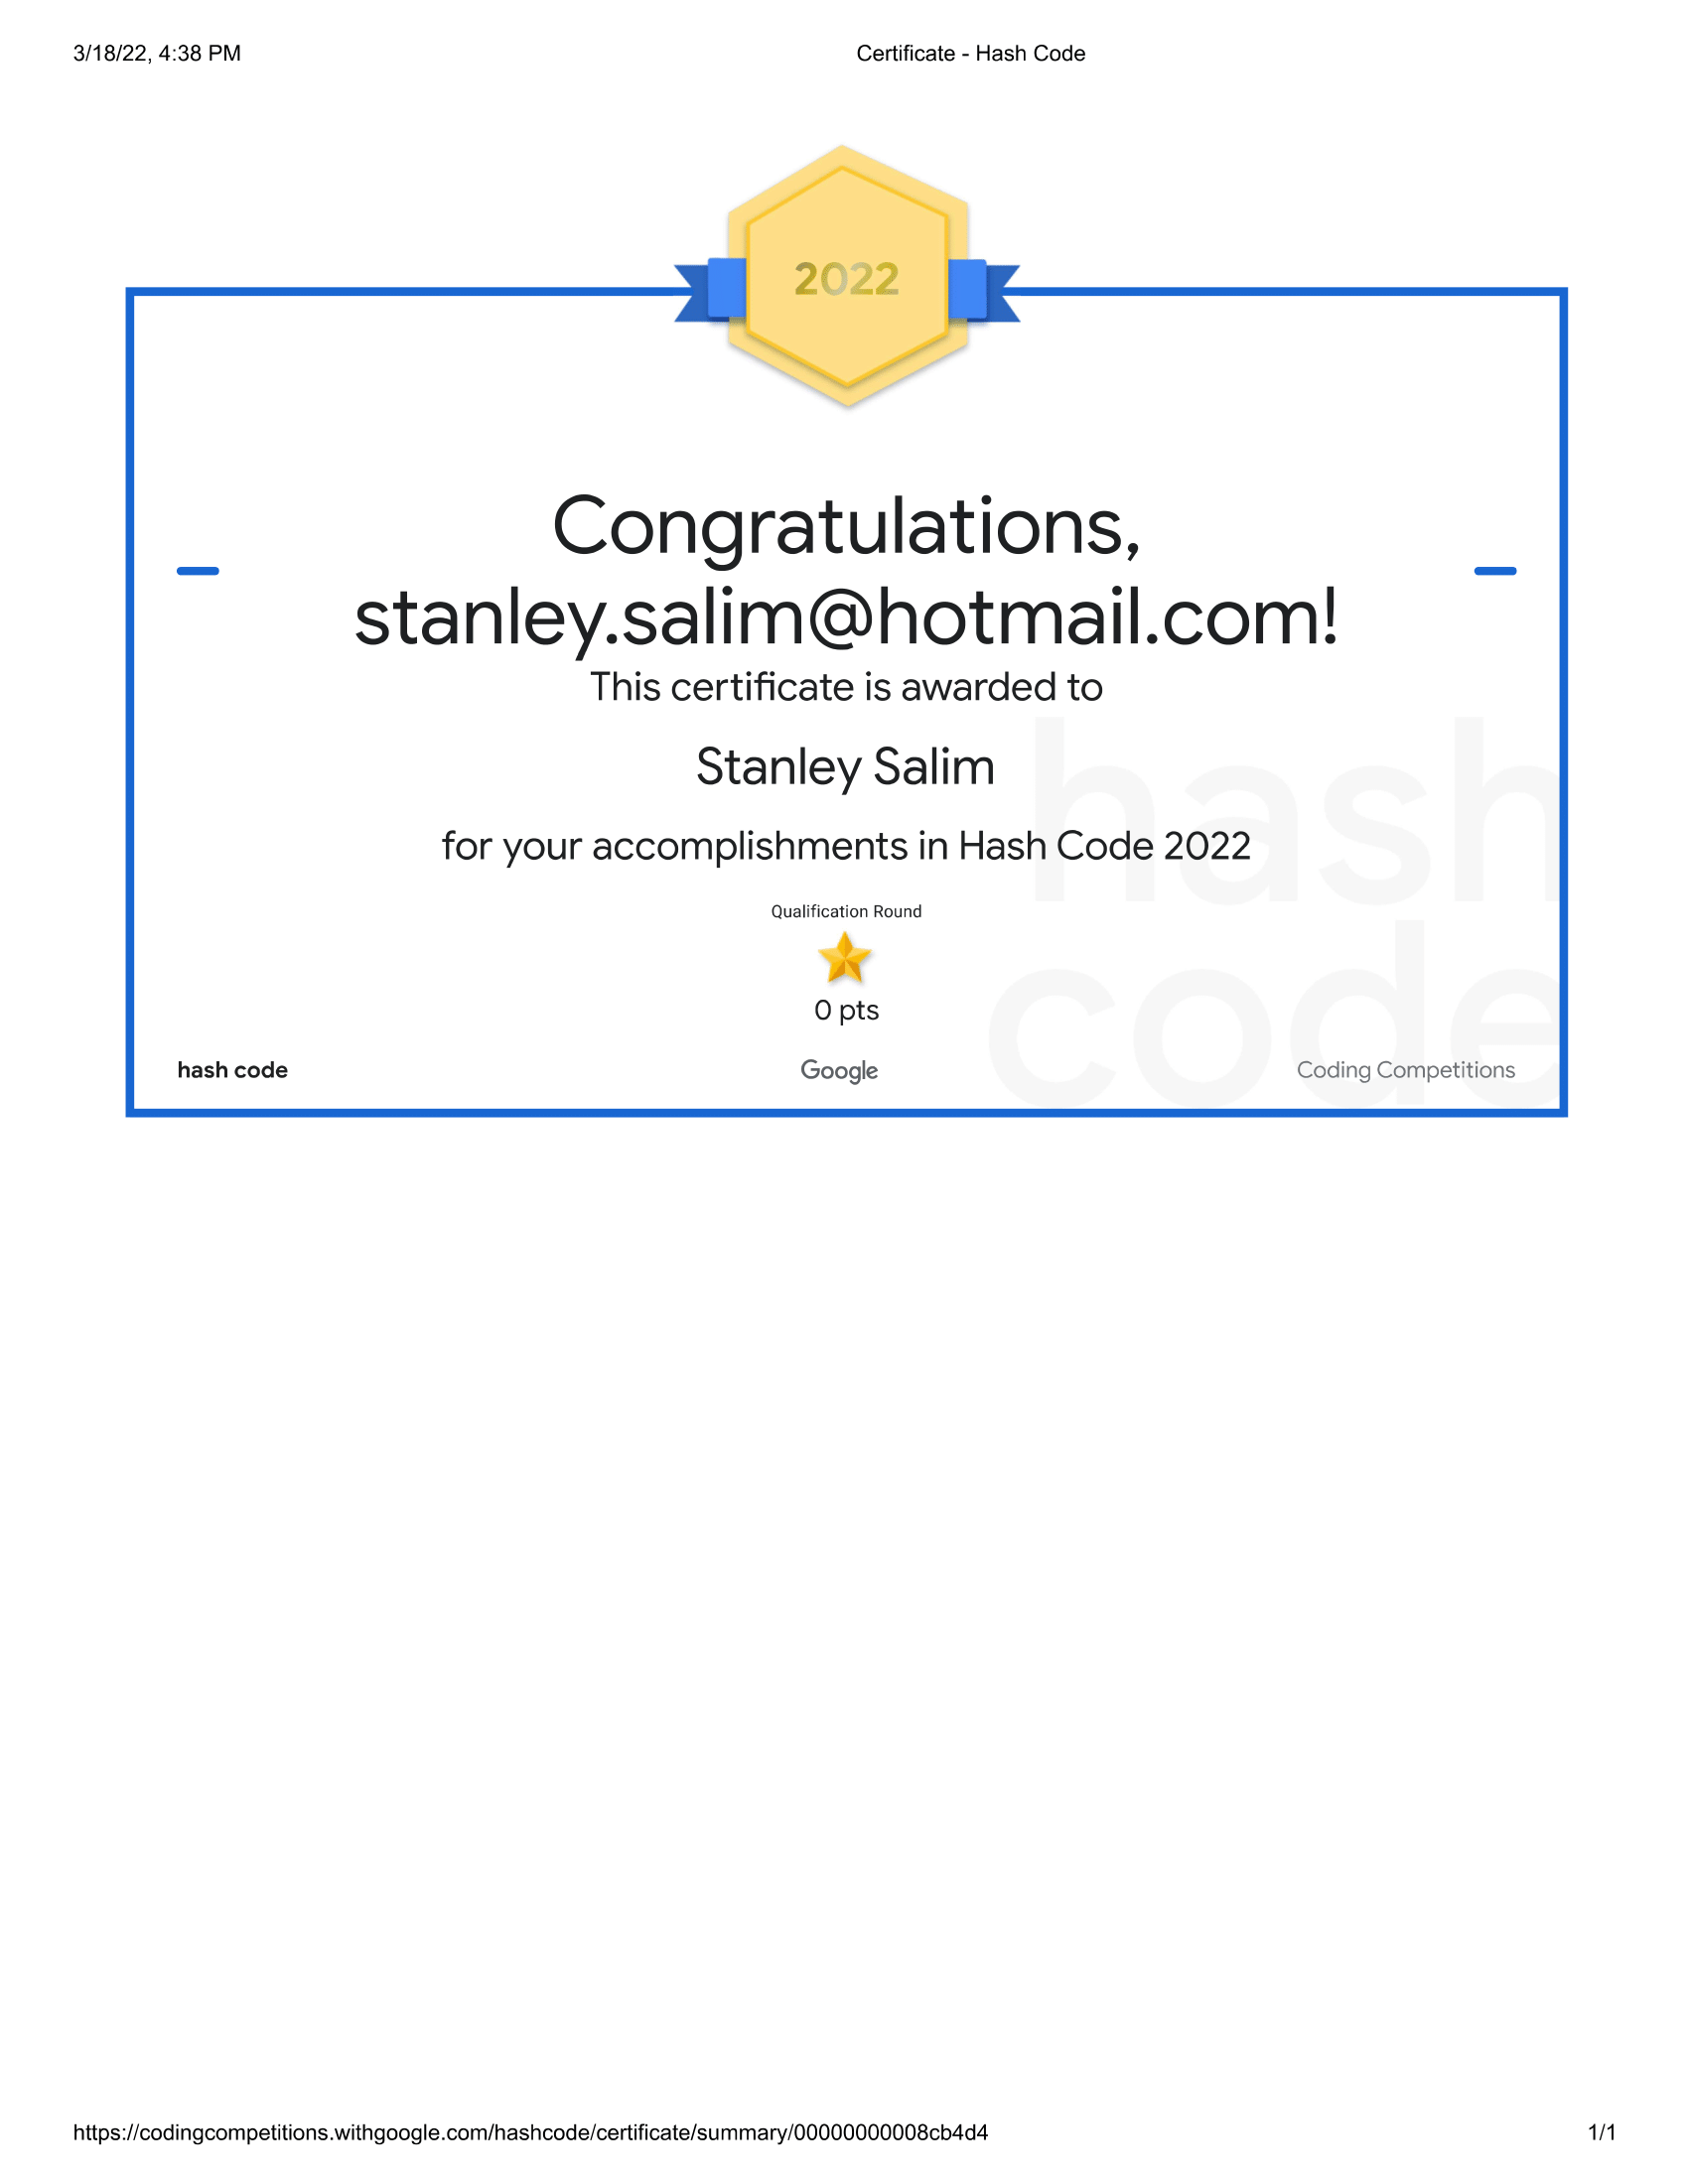 3/18/22, 4:38 PM
Certificate - Hash Code
2022
Congratulations,
stanley.salim@hotmail.com!
This certificate is awarded to
Stanley Salim
for your accomplishments in Hash Code 2022
Qualification Round
0 pts
hash
code
hash code
Google
Coding Competitions
https://codingcompetitions.withgoogle.com/hashcode/certificate/summary/00000000008cb4d4
1/1